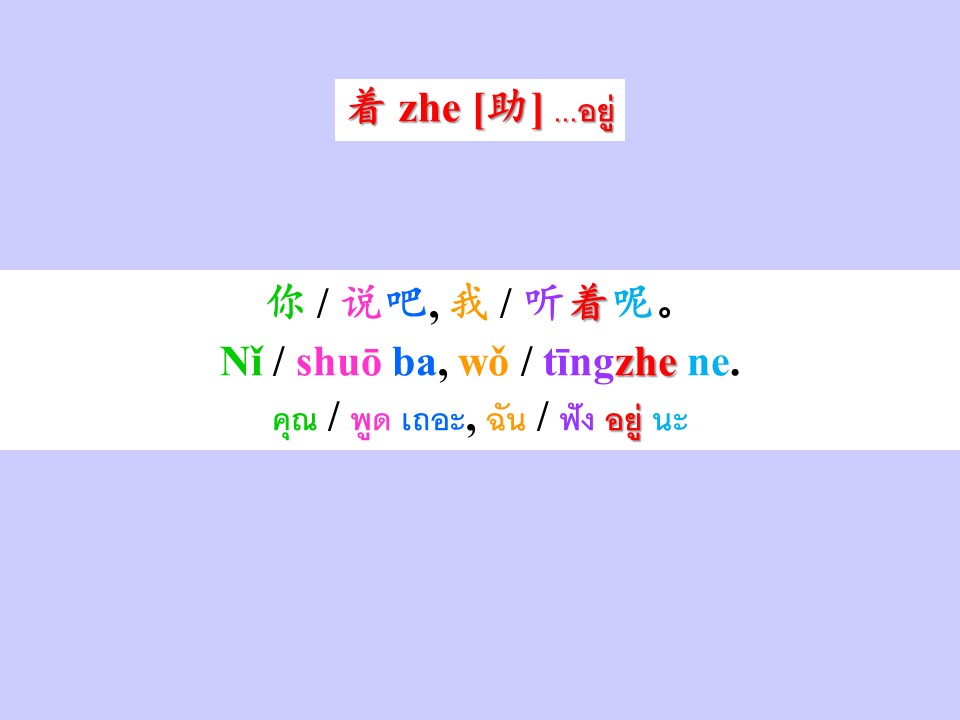 着 zhe [助] ...อยู่
你 / 说吧, 我 / 听着呢。
Nǐ / shuō ba, wǒ / tīngzhe ne.
คุณ / พูด เถอะ, ฉัน / ฟัง อยู่ นะ